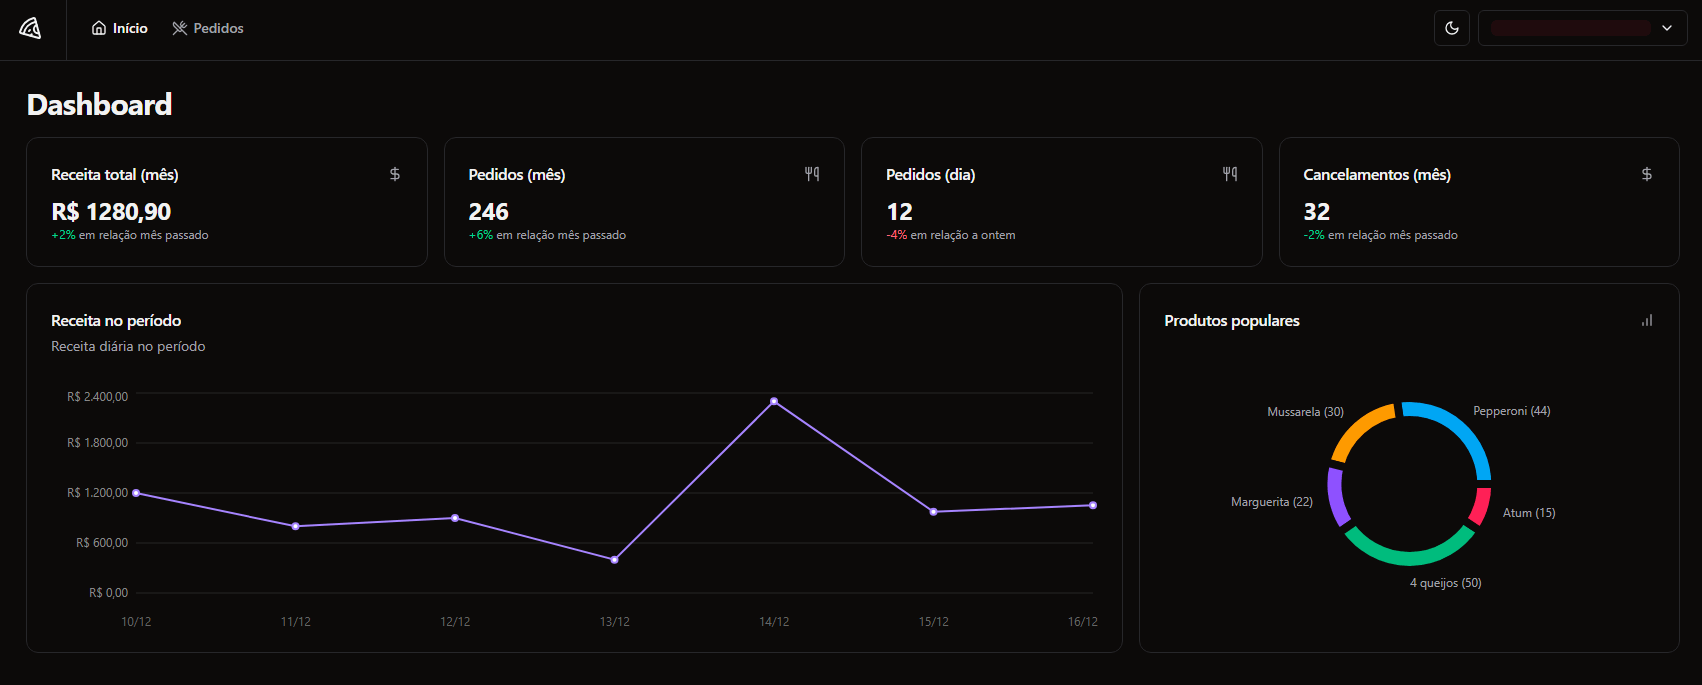 Início
Pedidos
Dashboard
Receita total (mês)
$
R$ 1280,90
+2% em relação mês passado
Pedidos (mês)
246
+6% em relação mês passado
Pedidos (dia)
12
-4% em relação a ontem
Cancelamentos (mês)
$
32
-2% em relação mês passado
Receita no período
Receita diária no período
R$ 2.400,00
R$ 1.800,00
R$ 1.200,00
R$ 600,00
R$ 0,00
10/12
11/12
12/12
13/12
14/12
15/12
16/12
Produtos populares
Mussarela (30)
Pepperoni (44)
Marguerita (22)
Atum (15)
4 queijos (50)